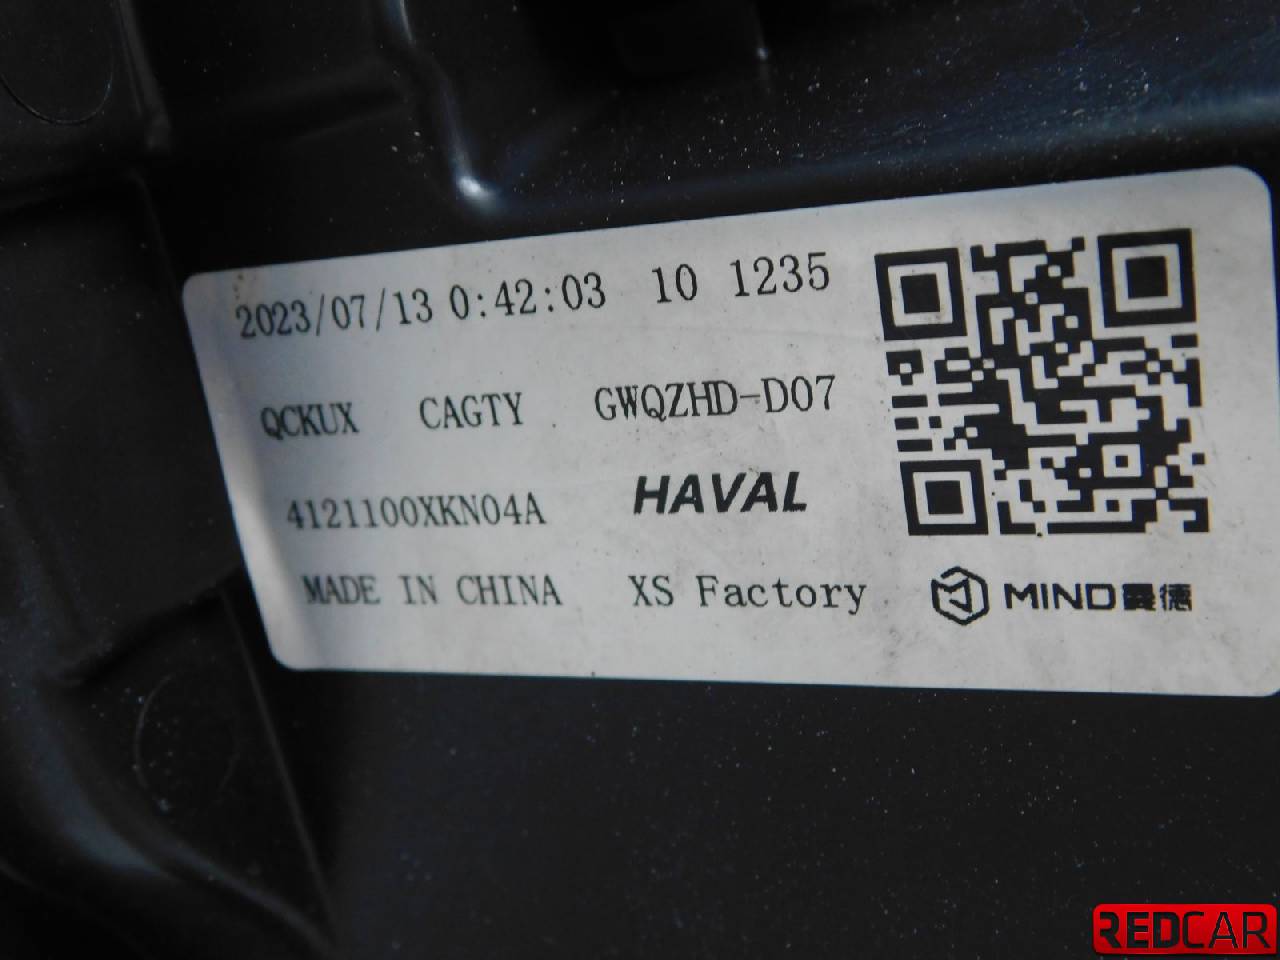 2023/07/13 0:42:03 10 1235
QCKUX CAGTY GWQZHD-D07
4121100XKN04A HAVAL
MADE IN CHINA XS Factory MIND曼德
REDCAR